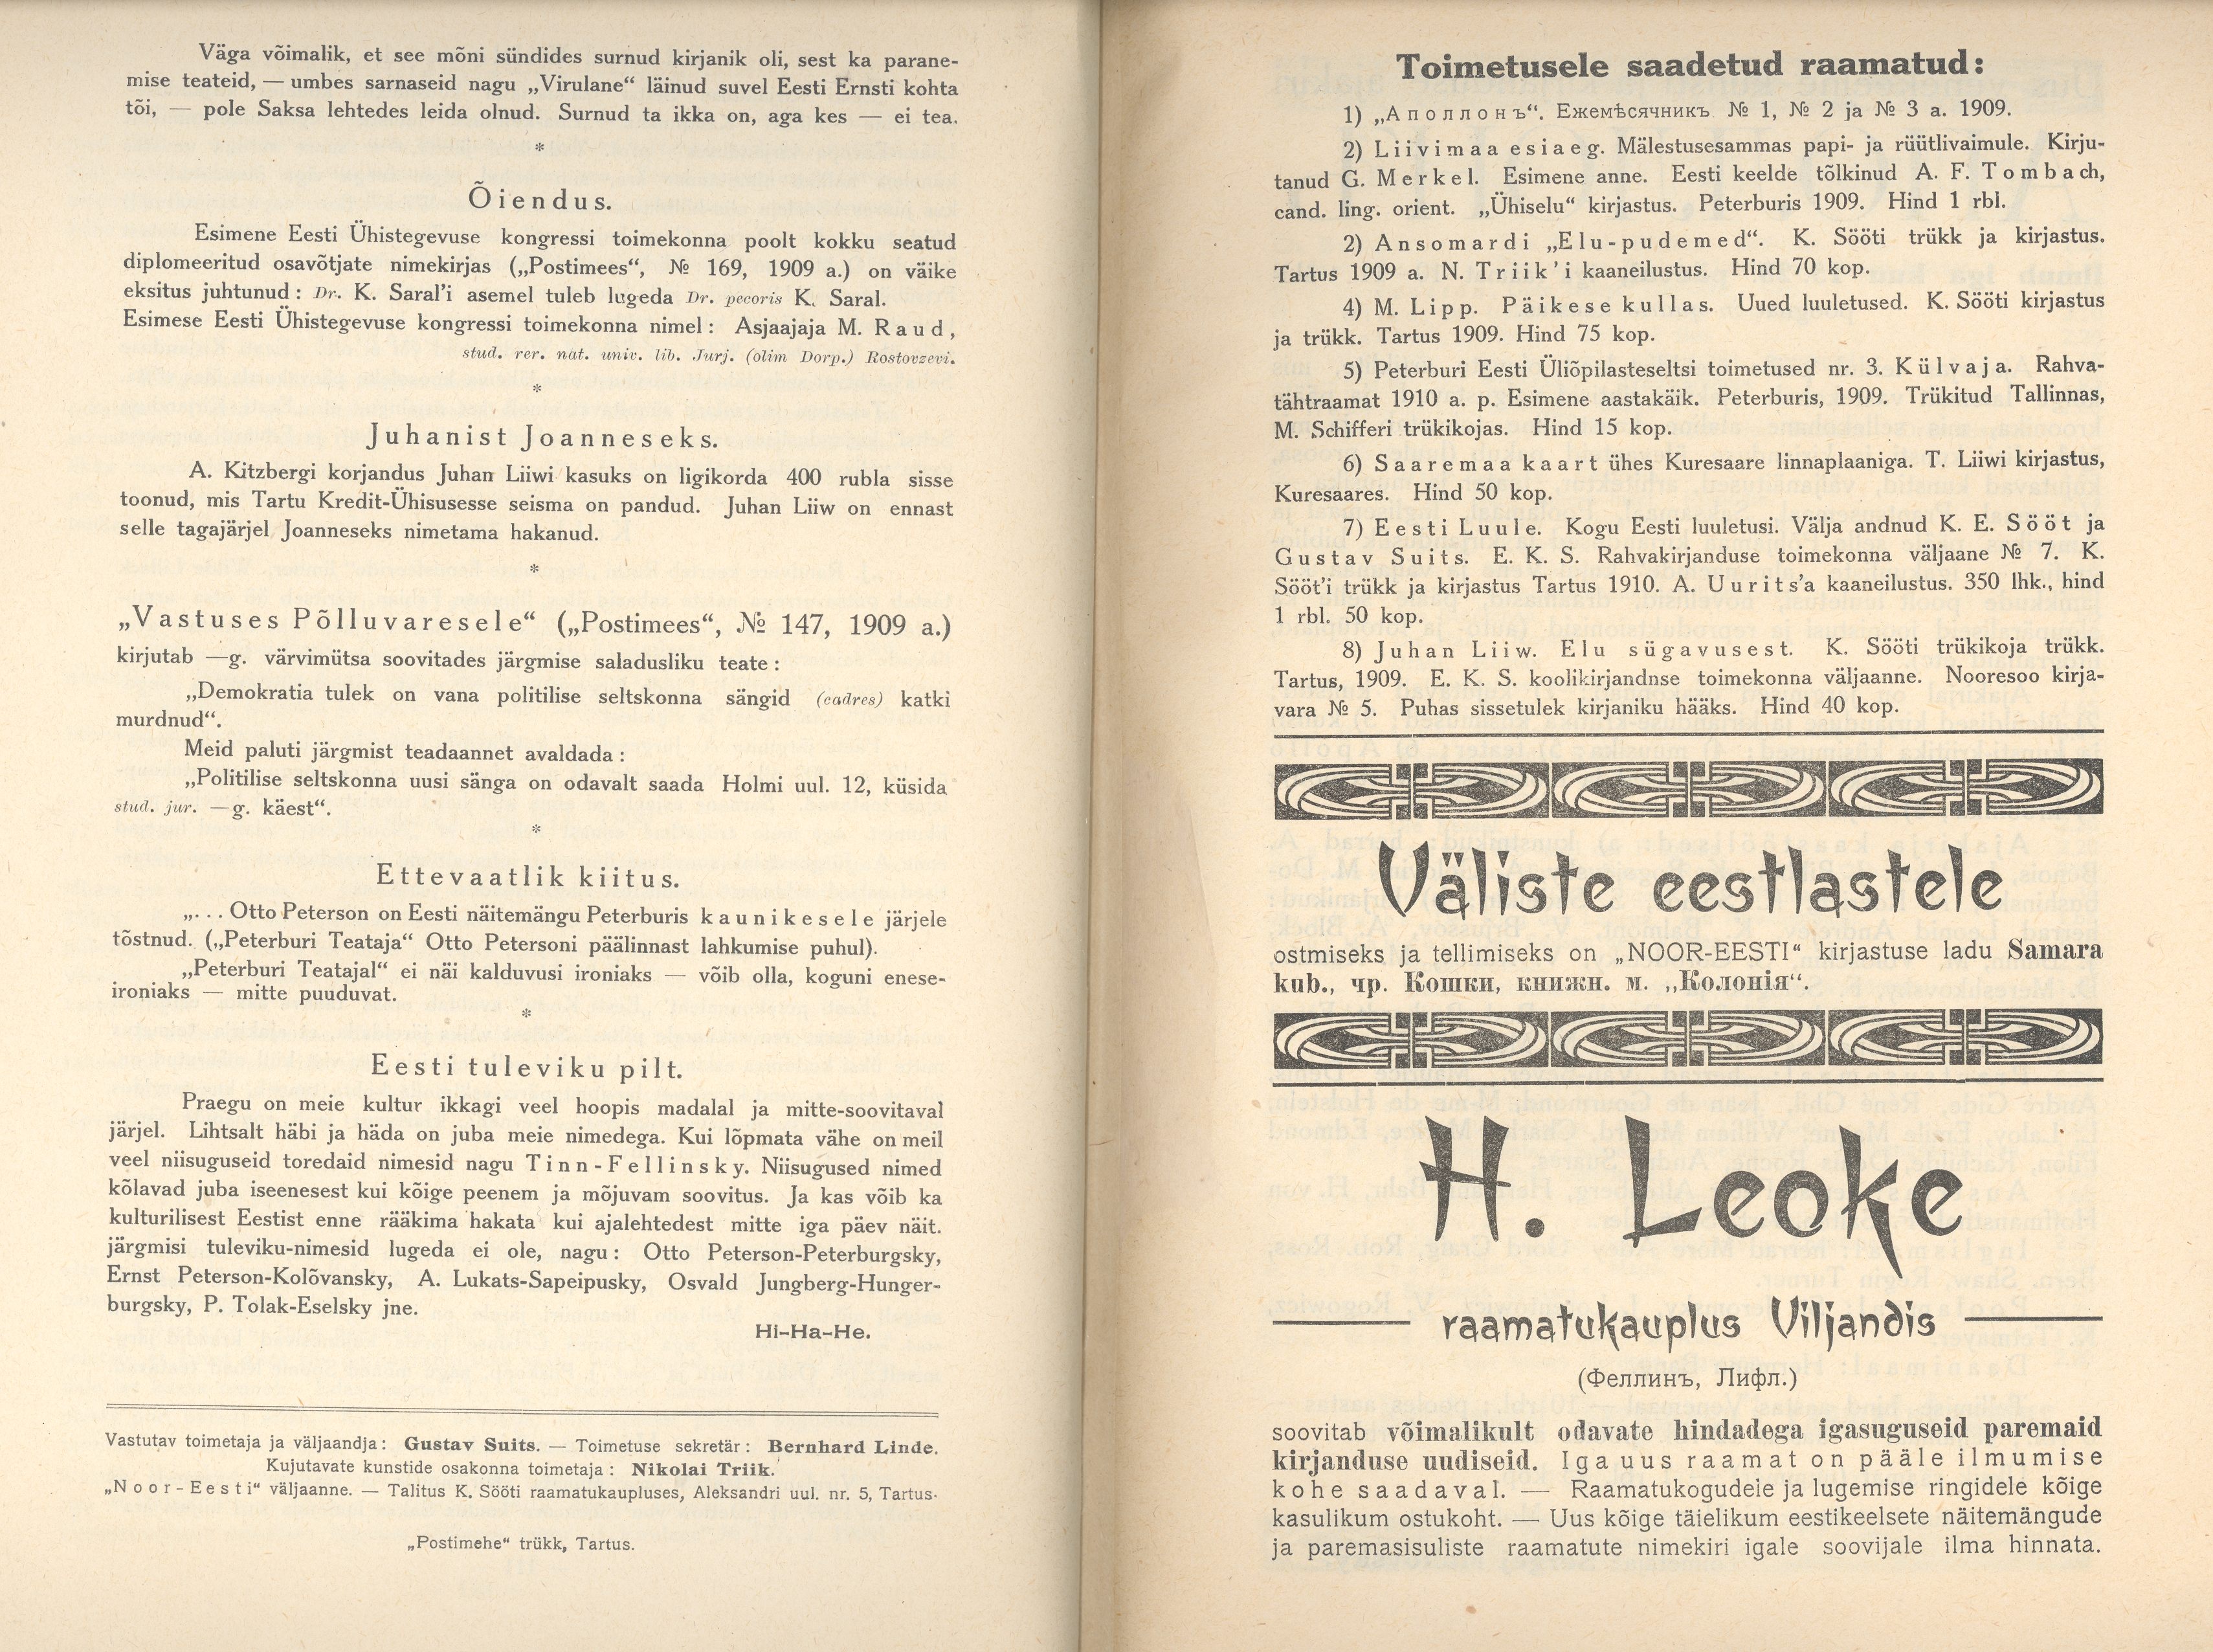 Väga võimalik, et see mõni sündides surnud kirjanik oli, sest ka parane-
mise teateid, — umbes sarnaseid nagu „Virulane“ läinud suvel Eesti Ernsti kohta
tõi, — pole Saksa lehtedes leida olnud. Surnud ta ikka on, aga kes — ei tea.
*
Õiendus.
Esimene Eesti Ühistegevuse kongressi toimekonna poolt kokku seatud
diplomeeritud osavõtjate nimekirjas („Postimees“, № 169, 1909 a.) on väike
eksitus juhtunud: Dr. K. Saral'i asemel tuleb lugeda Dr. pecoris K. Saral.
Esimese Eesti Ühistegevuse kongressi toimekonna nimel: Asjaajaja M. Raud,
stud. rer. nat. univ. lib. Jurj. (olim Dorp.) Rostovzevi.
*
Juhanist Joanneseks.
A. Kitzbergi korjandus Juhan Liiwi kasuks on ligikorda 400 rubla sisse
toonud, mis Tartu Kredit-Ühisusesse seisma on pandud. Juhan Liiw on ennast
selle tagajärjel Joanneseks nimetama hakanud.
*
„Vastuses Põlluvaresele“ („Postimees“, № 147, 1909 a.)
kirjutab —g. värvimütsa soovitades järgmise saladusliku teate:
„Demokratia tulek on vana politilise seltskonna sängid (cadres) katki
murdnud“.
Meid paluti järgmist teadaannet avaldada:
„Politilise seltskonna uusi sänga on odavalt saada Holmi uul. 12, küsida
stud. jur. —g. käest“.
*
Ettevaatlik kiitus.
„... Otto Peterson on Eesti näitemängu Peterburis kaunikesele järjele
tõstnud. („Peterburi Teataja“ Otto Petersoni päälinnast lahkumise puhul).
„Peterburi Teatajal“ ei näi kalduvusi ironiaks — võib olla, koguni enese-
ironiaks — mitte puuduvat.
*
Eesti tuleviku pilt.
Praegu on meie kultur ikkagi veel hoopis madalal ja mitte-soovitaval
järjel. Lihtsalt häbi ja häda on juba meie nimedega. Kui lõpmata vähe on meil
veel niisuguseid toredaid nimesid nagu Tinn-Fellinsky. Niisugused nimed
kõlavad juba iseenesest kui kõige peenem ja mõjuvam soovitus. Ja kas võib ka
kulturilisest Eestist enne rääkima hakata kui ajalehtedest mitte iga päev näit.
järgmisi tuleviku-nimesid lugeda ei ole, nagu: Otto Peterson-Peterburgsky,
Ernst Peterson-Kolõvansky, A. Lukats-Sapeipusky, Osvald Jungberg-Hunger-
burgsky, P. Tolak-Eselsky jne.
Hi-Ha-He.
Vastutav toimetaja ja väljaandja: Gustav Suits. — Toimetuse sekretär: Bernhard Linde.
Kujutavate kunstide osakonna toimetaja: Nikolai Triik.
„Noor-Eesti“ väljaanne. — Talitus K. Sööti raamatukaupluses, Aleksandri uul. nr. 5, Tartus.
„Postimehe“ trükk, Tartus.
Toimetusele saadetud raamatud:
1) „Аполлонъ“. Ежемѣсячникъ № 1, № 2 ja № 3 a. 1909.
2) Liivimaa esiaeg. Mälestusesammas papi- ja rüütlivaimule. Kirju-
tanud G. Merkel. Esimene anne. Eesti keelde tõlkinud A. F. Tombach,
cand. ling. orient. „Ühiselu“ kirjastus. Peterburis 1909. Hind 1 rbl.
2) Ansomardi „Elu-pudemed“. K. Sööti trükk ja kirjastus.
Tartus 1909 a. N. Triik'i kaaneilustus. Hind 70 kop.
4) M. Lipp. Päikese kullas. Uued luuletused. K. Sööti kirjastus
ja trükk. Tartus 1909. Hind 75 kop.
5) Peterburi Eesti Üliõpilasteseltsi toimetused nr. 3. Külvaja. Rahva-
tähtraamat 1910 a. p. Esimene aastakäik. Peterburis, 1909. Trükitud Tallinnas,
M. Schifferi trükikojas. Hind 15 kop.
6) Saaremaa kaart ühes Kuresaare linnaplaaniga. T. Liiwi kirjastus,
Kuresaares. Hind 50 kop.
7) Eesti Luule. Kogu Eesti luuletusi. Välja andnud K. E. Sööt ja
Gustav Suits. E. K. S. Rahvakirjanduse toimekonna väljaane № 7. K.
Sööt'i trükk ja kirjastus Tartus 1910. A. Uurits'a kaaneilustus. 350 lhk., hind
1 rbl. 50 kop.
8) Juhan Liiw. Elu sügavusest. K. Sööti trükikoja trükk.
Tartus, 1909. E. K. S. koolikirjandnse toimekonna väljaanne. Nooresoo kirja-
vara № 5. Puhas sissetulek kirjaniku hääks. Hind 40 kop.
Väliste eestlastele
ostmiseks ja tellimiseks on „NOOR-EESTI“ kirjastuse ladu Samara
kub., чр. Кошки, книжн. м. „Колонія“.
H. Leoke
raamatukauplus Viljandis
(Феллинъ, Лифл.)
soovitab võimalikult odavate hindadega igasuguseid paremaid
kirjanduse uudiseid. Iga uus raamat on pääle ilmumise
kohe saadaval. — Raamatukogudele ja lugemise ringidele kõige
kasulikum ostukoht. — Uus kõige täielikum eestikeelsete näitemängude
ja paremasisuliste raamatute nimekiri igale soovijale ilma hinnata.